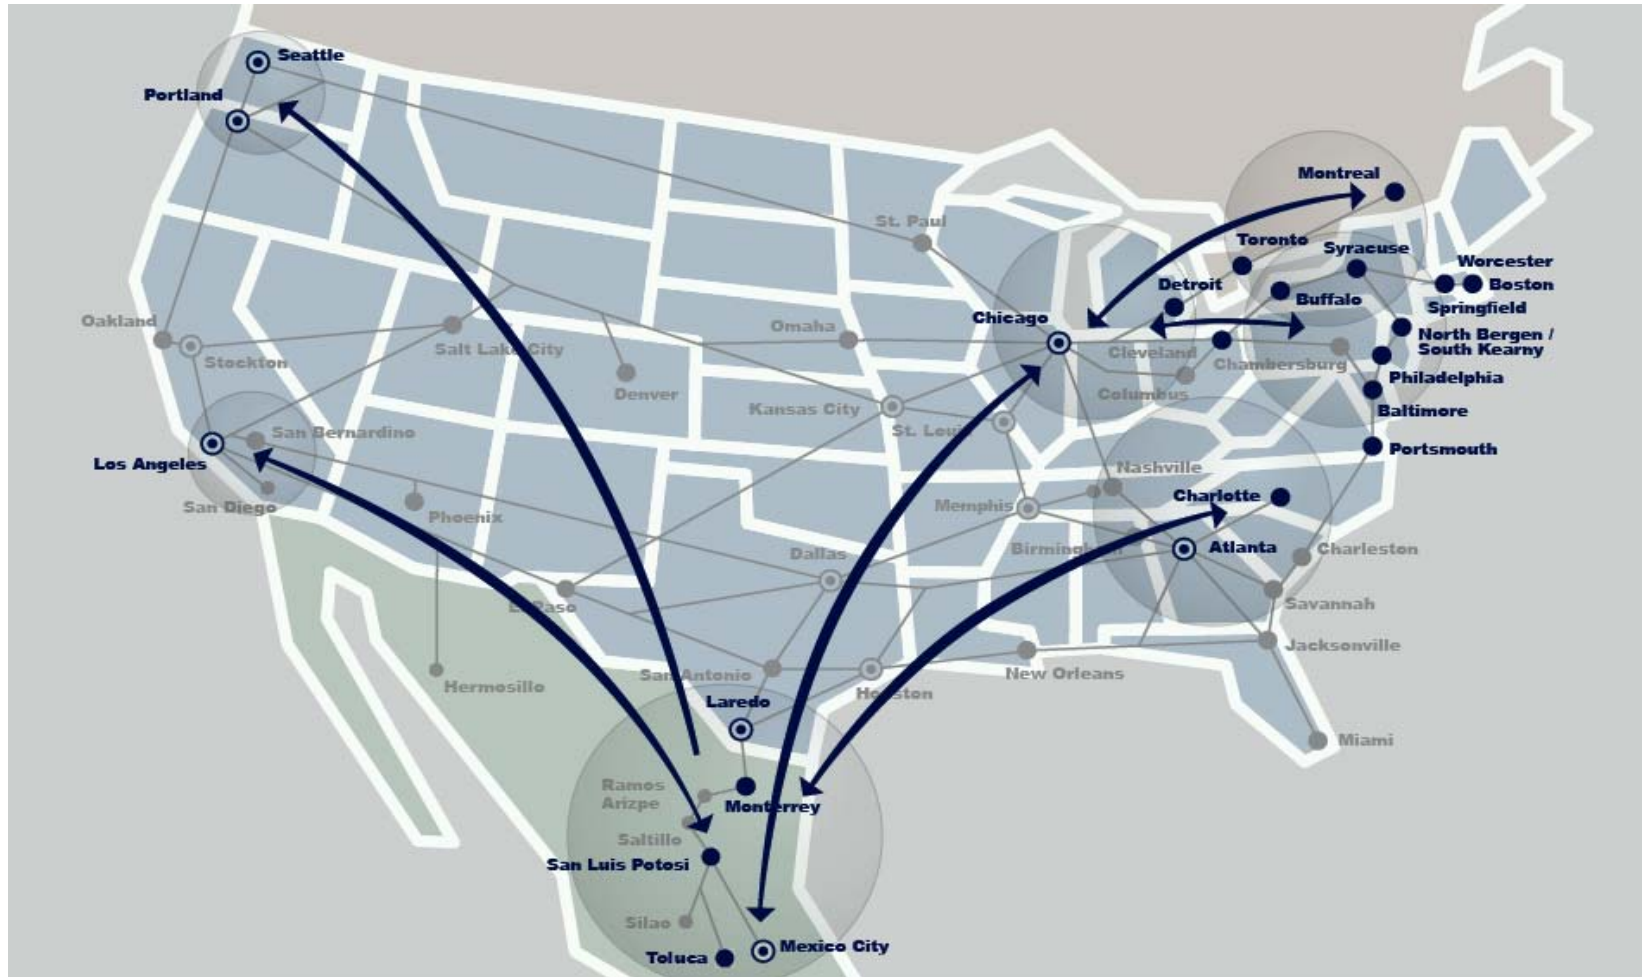 Seattle
Portland
Montreal
St. Paul
Toronto
Syracuse
Worcester
Detroit
Boston
Buffalo
Springfield
Chicago
Oakland
Omaha
North Bergen /
South Kearny
Salt Lake City
Cleveland
Stockton
Chambersburg
Philadelphia
Denver
Columbus
Kansas City
Baltimore
San Bernardino
St. Louis
Portsmouth
Los Angeles
Nashville
Charlotte
San Diego
Memphis
Phoenix
Birmingham
Atlanta
Charleston
Dallas
El Paso
Savannah
Jacksonville
San Antonio
New Orleans
Hermosillo
Houston
Laredo
Miami
Ramos
Arizpe
Monterrey
Saltillo
San Luis Potosi
Silao
Mexico City
Toluca